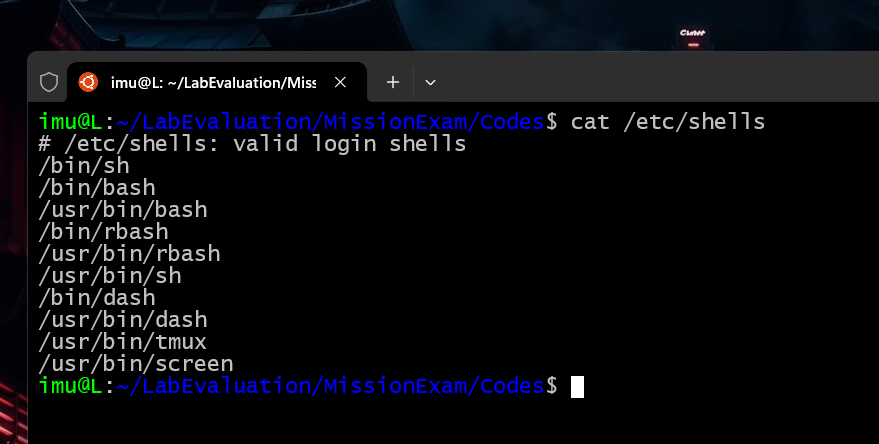 imu@L: ~/LabEvaluation/Miss
imu@L:~/LabEvaluation/MissionExam/Codes$ cat /etc/shells
# /etc/shells: valid login shells
/bin/sh
/bin/bash
/usr/bin/bash
/bin/rbash
/usr/bin/rbash
/usr/bin/sh
/bin/dash
/usr/bin/dash
/usr/bin/tmux
/usr/bin/screen
imu@L:~/LabEvaluation/MissionExam/Codes$